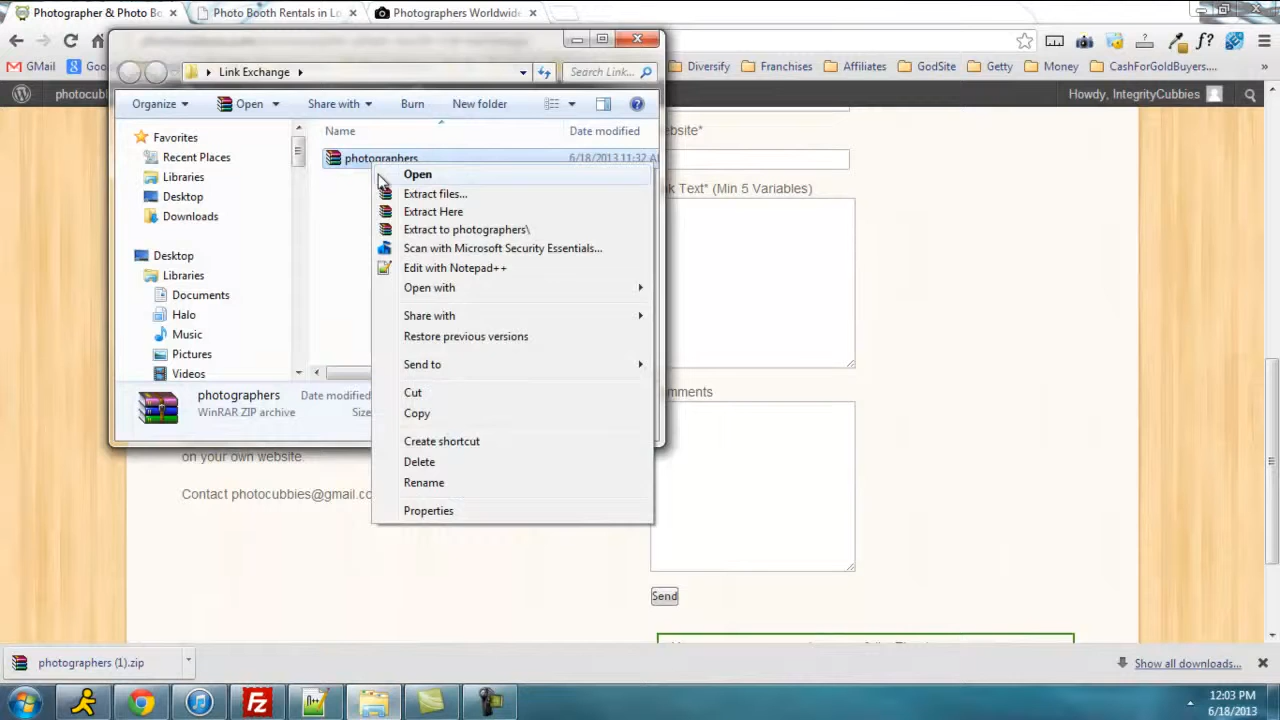 Photographer & Photo Bo
Photo Booth Rentals in Lo
Photographers Worldwide
Link Exchange
Search Link...
GMail
Goo
Diversify
Franchises
Affiliates
GodSite
Getty
Money
CashForGoldBuyers....
photocubb
Howdy, IntegrityCubbies
Organize
Open
Share with
Burn
New folder
Name
Date modified
Favorites
Recent Places
Libraries
Desktop
Downloads
Desktop
Libraries
Documents
Halo
Music
Pictures
Videos
photographers
6/18/2013 11:32 A
Open
Extract files...
Extract Here
Extract to photographers\
Scan with Microsoft Security Essentials...
Edit with Notepad++
Open with
Share with
Restore previous versions
Send to
Cut
Copy
Create shortcut
Delete
Rename
Properties
photographers
Date modified
WinRAR ZIP archive
Size
ebsite*
k Text* (Min 5 Variables)
mments
Send
on your own website.
Contact photocubbies@gmail.co
photographers (1).zip
Show all downloads...
12:03 PM
6/18/2013